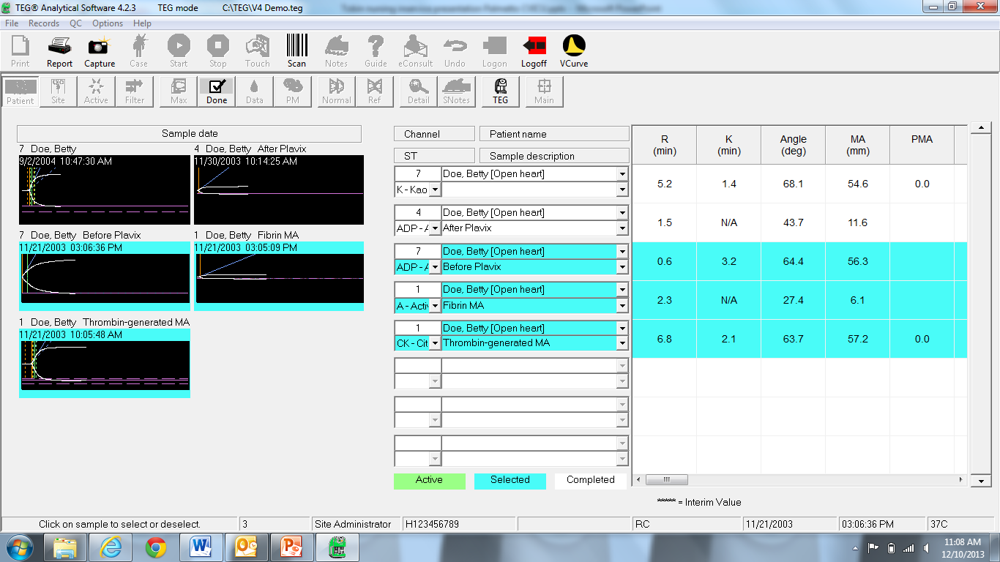 TEG® Analytical Software 4.2.3 TEG mode C:\TEG\V4 Demo.teg
File Records QC Options Help
Print Report Capture Case Start Stop Touch Scan Notes Guide eConsult Undo Logon Logoff VCurve
Patient Site Active Filter Max Done Data PM Normal Ref Detail SNotes TEG Main
Sample date
7 Doe, Betty
9/2/2004 10:47:30 AM
4 Doe, Betty After Plavix
11/30/2003 10:14:25 AM
7 Doe, Betty Before Plavix
11/21/2003 03:06:36 PM
1 Doe, Betty Fibrin MA
11/21/2003 03:05:09 PM
1 Doe, Betty Thrombin-generated MA
11/21/2003 10:05:48 AM
Channel Patient name
ST Sample description
R (min) K (min) Angle (deg) MA (mm) PMA
7 Doe, Betty [Open heart]
K - Kao
5.2 1.4 68.1 54.6 0.0
4 Doe, Betty [Open heart]
ADP - A After Plavix
1.5 N/A 43.7 11.6
7 Doe, Betty [Open heart]
ADP - A Before Plavix
0.6 3.2 64.4 56.3
1 Doe, Betty [Open heart]
A - Activ Fibrin MA
2.3 N/A 27.4 6.1
1 Doe, Betty [Open heart]
CK - Cit Thrombin-generated MA
6.8 2.1 63.7 57.2 0.0
Active Selected Completed
****** = Interim Value
Click on sample to select or deselect. 3 Site Administrator H123456789 RC 11/21/2003 03:06:36 PM 37C
11:08 AM
12/10/2013